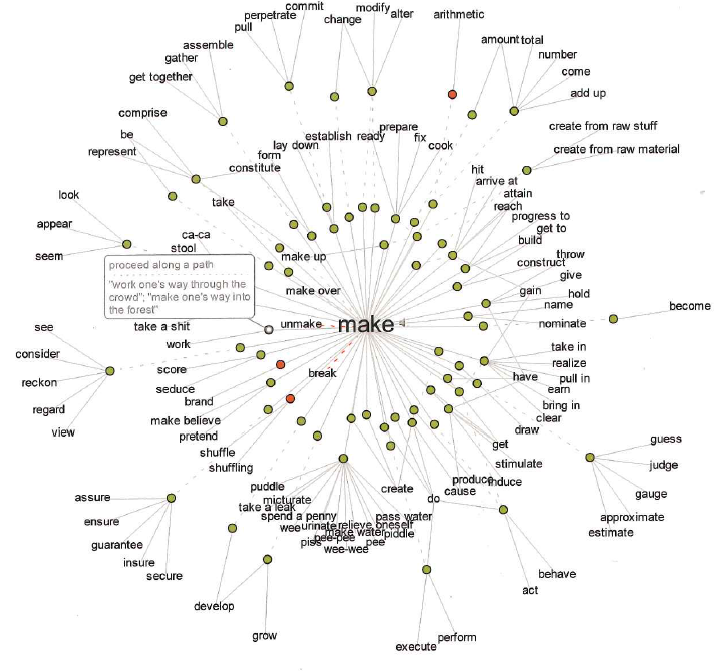 commit
perpetrate
modify
change
alter
arithmetic
pull
assemble
amount
total
gather
number
get together
come
add up
comprise
be
represent
establish
ready
prepare
fix
cook
lay down
form
constitute
create from raw stuff
create from raw material
hit
arrive at
attain
reach
look
take
appear
seem
ca-ca
stool
make up
progress to
get to
build
throw
construct
give
proceed along a path
"work one's way through the
crowd"; "make one's way into
the forest"
make over
gain
hold
name
become
see
take a shit
unmake
make
nominate
consider
work
take in
realize
reckon
score
break
have
pull in
earn
regard
seduce
brand
bring in
clear
view
make believe
pretend
draw
guess
shuffle
get
judge
shuffling
stimulate
gauge
puddle
create
produce
induce
cause
do
assure
micturate
take a leak
spend a penny
pass water
approximate
ensure
wee
urinate
relieve oneself
estimate
guarantee
pee-pee
make water
piddle
insure
piss
wee-wee
pee
secure
behave
act
develop
grow
perform
execute